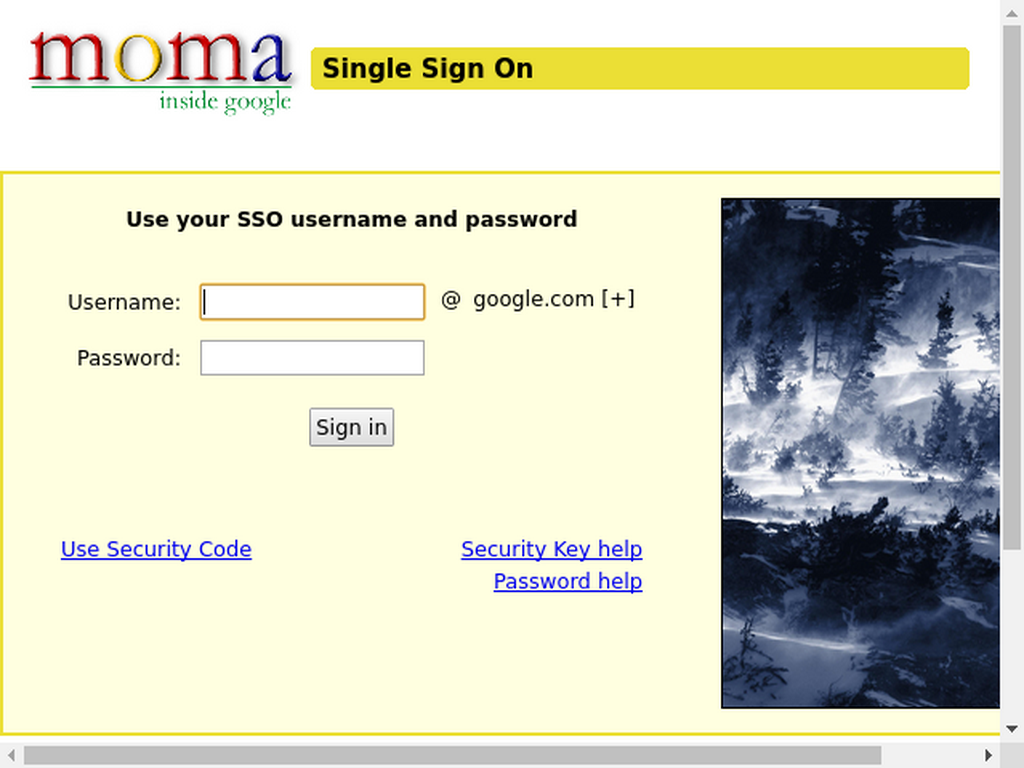 moma
inside google
Single Sign On
Use your SSO username and password
Username: @ google.com [+]
Password:
Sign in
Use Security Code Security Key help
Password help